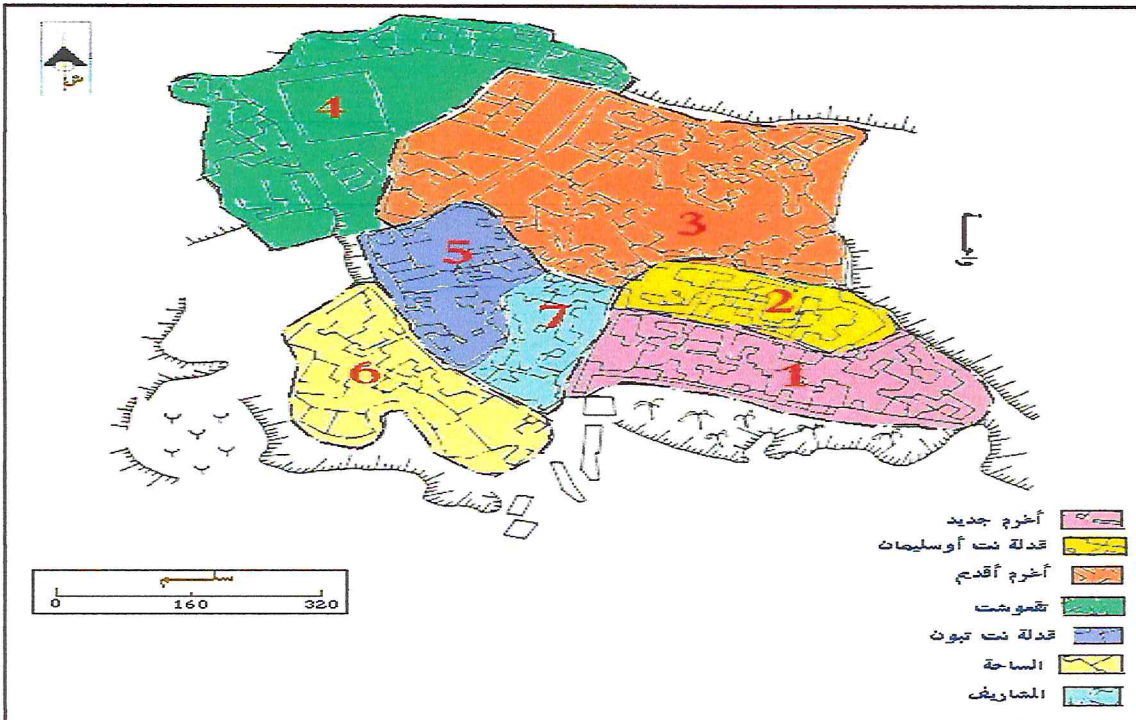 ش
4
3
5
2
7
1
6
أغرم جديد
قدلة نت أوسليمان
أغرم أقديم
تقعوشت
قدلة نت تبون
الساحة
المشاريف
سلم
0 160 320